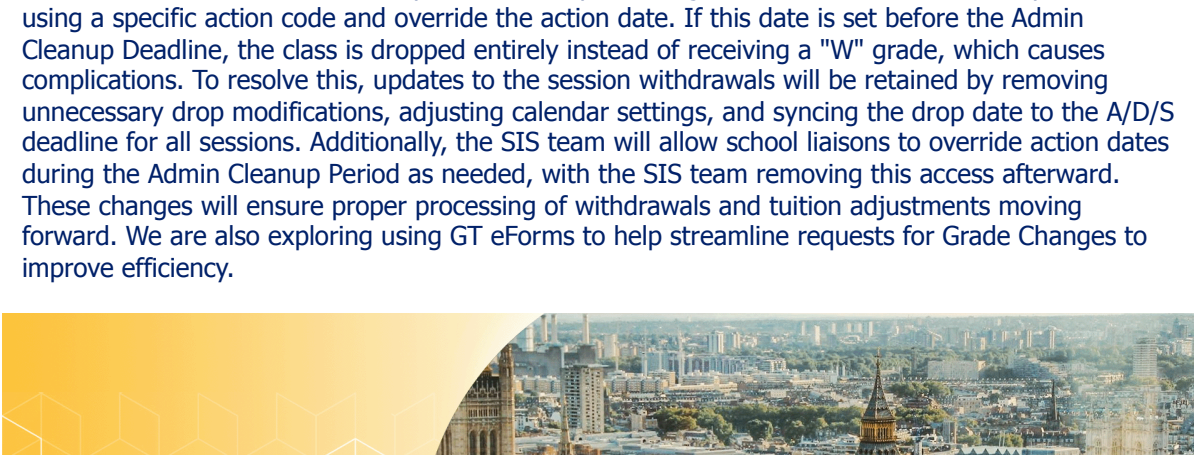 using a specific action code and override the action date. If this date is set before the Admin
Cleanup Deadline, the class is dropped entirely instead of receiving a "W" grade, which causes
complications. To resolve this, updates to the session withdrawals will be retained by removing
unnecessary drop modifications, adjusting calendar settings, and syncing the drop date to the A/D/S
deadline for all sessions. Additionally, the SIS team will allow school liaisons to override action dates
during the Admin Cleanup Period as needed, with the SIS team removing this access afterward.
These changes will ensure proper processing of withdrawals and tuition adjustments moving
forward. We are also exploring using GT eForms to help streamline requests for Grade Changes to
improve efficiency.